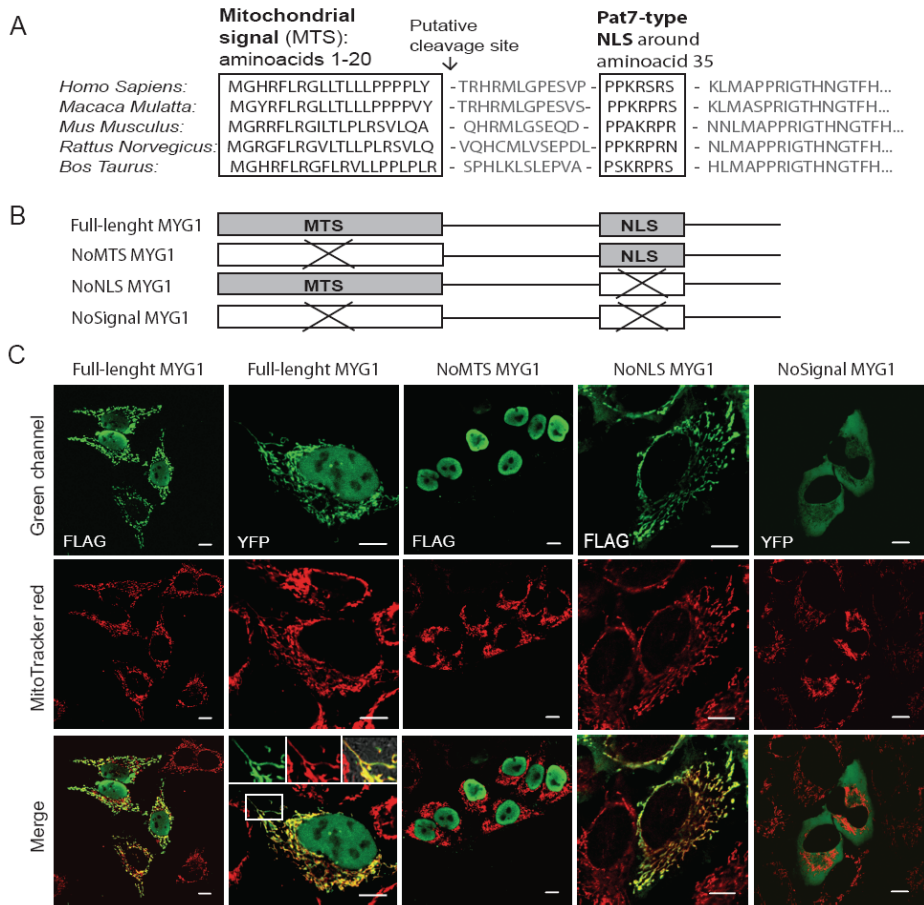 A
Mitochondrial
signal (MTS):
aminoacids 1-20
Putative
cleavage site
Pat7-type
NLS around
aminoacid 35
Homo Sapiens: MGHRFLRGLLTLLLPPPPLY -TRHRMLGPESVP - PPKRSRS - KLMAPPRIGTHNGTFH...
Macaca Mulatta: MGYRFLRGLLTLLLPPPPVY -TRHRMLGPESVS- PPKRPRS - KLMASPRIGTHNGTFH...
Mus Musculus: MGRRFLRGILTLPLRSVLQA - QHRMLGSEQD - PPAKRPR - NNLMAPPRIGTHNGTFH...
Rattus Norvegicus: MGRGFLRGVLTLLPLRSVLQ - VQHCMLVSEPDL- PPKRPRN - NLMAPPRIGTHNGTFH...
Bos Taurus: MGHRFLRGFLRVLLPPLPLR - SPHLKLSLEPVA - PSKRPRS - HLMAPPRIGTHNGTFH...
B
Full-lenght MYG1 MTS NLS
NoMTS MYG1 NLS
NoNLS MYG1 MTS
NoSignal MYG1
C
Full-lenght MYG1 Full-lenght MYG1 NoMTS MYG1 NoNLS MYG1 NoSignal MYG1
Green channel
FLAG YFP FLAG FLAG YFP
MitoTracker red
Merge